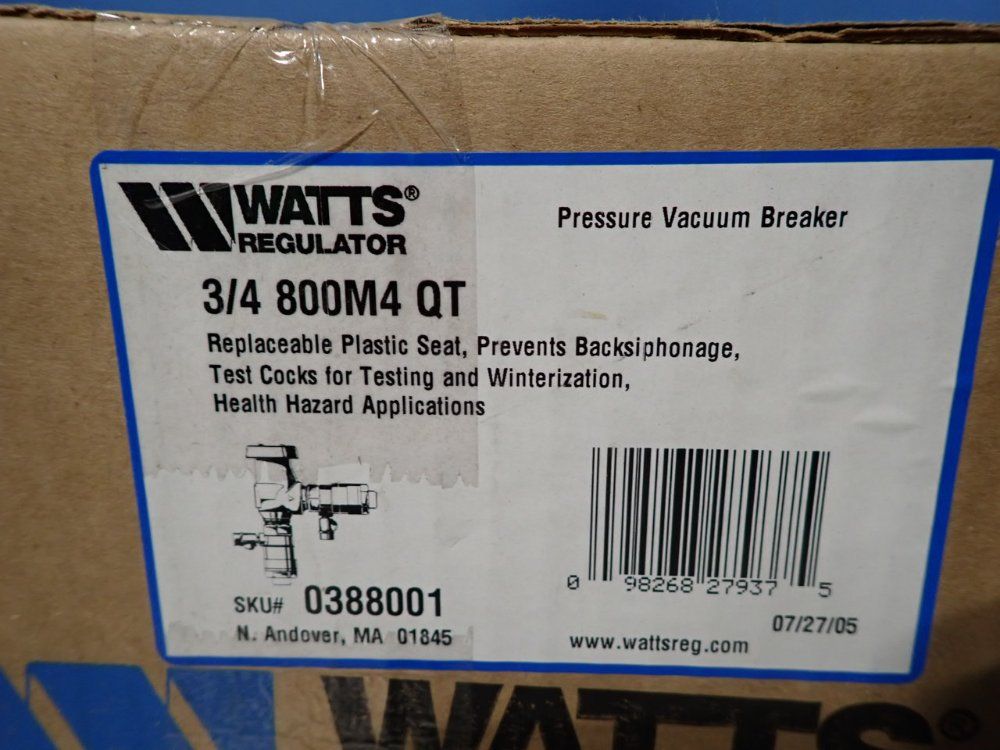 WATTS®
REGULATOR
Pressure Vacuum Breaker
3/4 800M4 QT
Replaceable Plastic Seat, Prevents Backsiphonage,
Test Cocks for Testing and Winterization,
Health Hazard Applications
0 98268 27937 5
SKU# 0388001
N. Andover, MA 01845
07/27/05
www.wattsreg.com
WATTS®